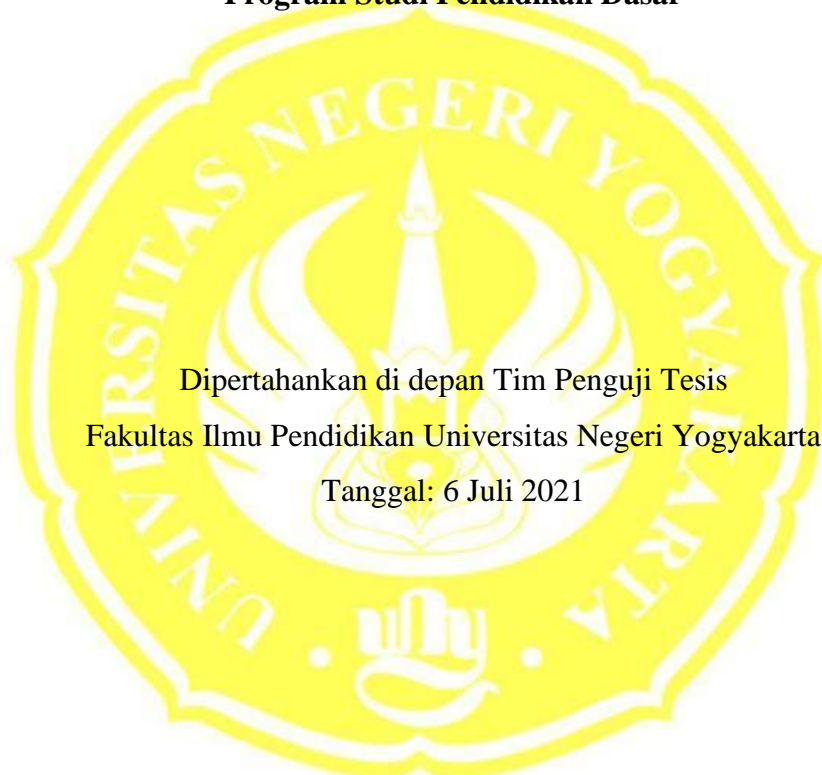 Program Studi Pendidikan Dasar
UNIVERSITAS NEGERI YOGYAKARTA
Dipertahankan di depan Tim Penguji Tesis
Fakultas Ilmu Pendidikan Universitas Negeri Yogyakarta
Tanggal: 6 Juli 2021
uny